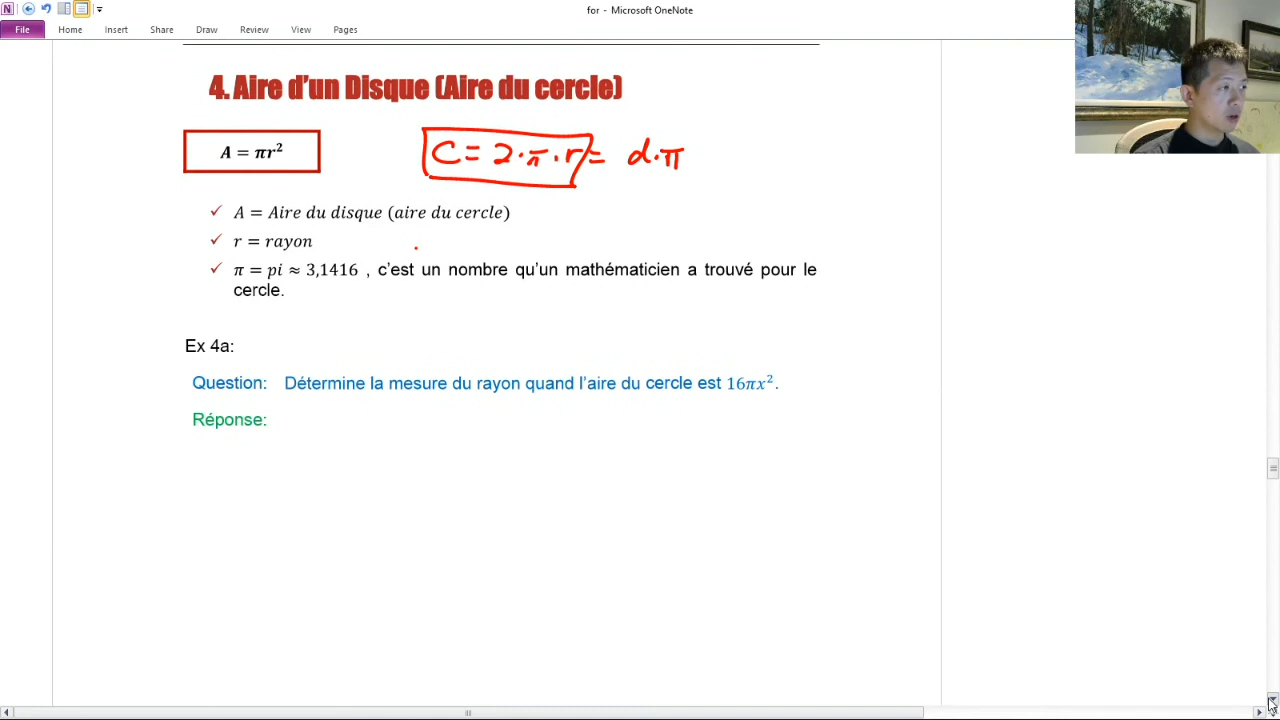 for - Microsoft OneNote
File Home Insert Share Draw Review View Pages
4. Aire d'un Disque (Aire du cercle)
A = πr²
C = 2·π·r = d·π
✓ A = Aire du disque (aire du cercle)
✓ r = rayon
✓ π = pi ≈ 3,1416 , c'est un nombre qu'un mathématicien a trouvé pour le
cercle.
Ex 4a:
Question: Détermine la mesure du rayon quand l'aire du cercle est 16πx².
Réponse: